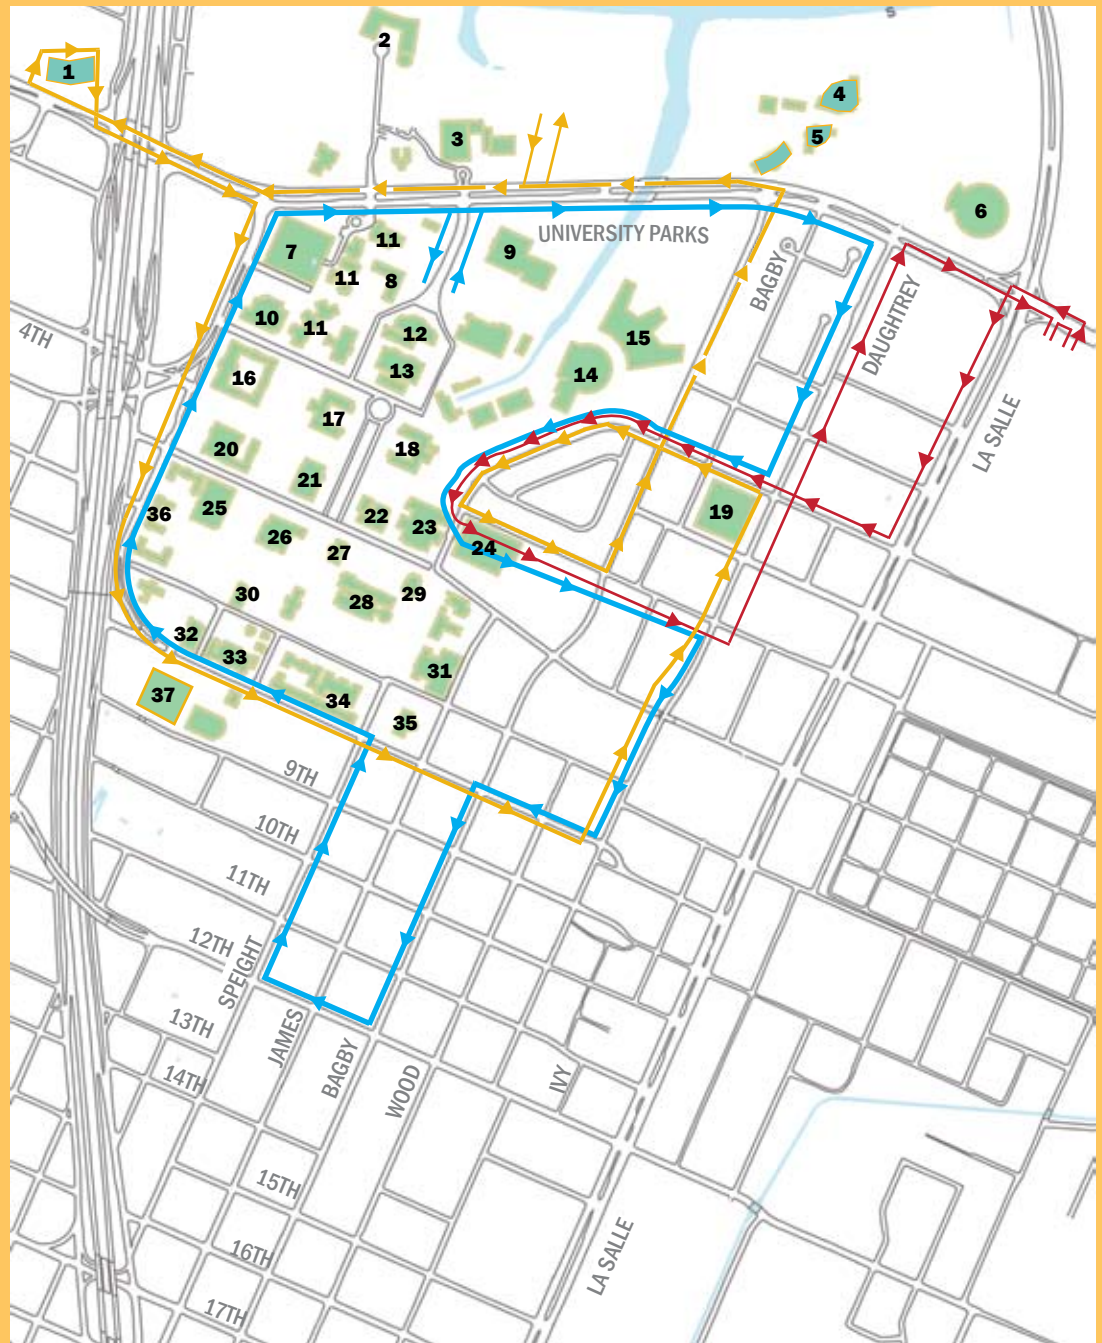 S
2
1
4
3
5
6
UNIVERSITY PARKS
11
7
9
11
8
BAGBY
10
11
12
15
DAUGHTREY
4TH
13
14
16
17
LA SALLE
20
18
21
25
36
22
23
19
26
24
27
30
28
29
32
33
31
37
34
35
9TH
10TH
11TH
12TH
SPEIGHT
13TH
JAMES
BAGBY
14TH
WOOD
IVY
15TH
16TH
LA SALLE
17TH